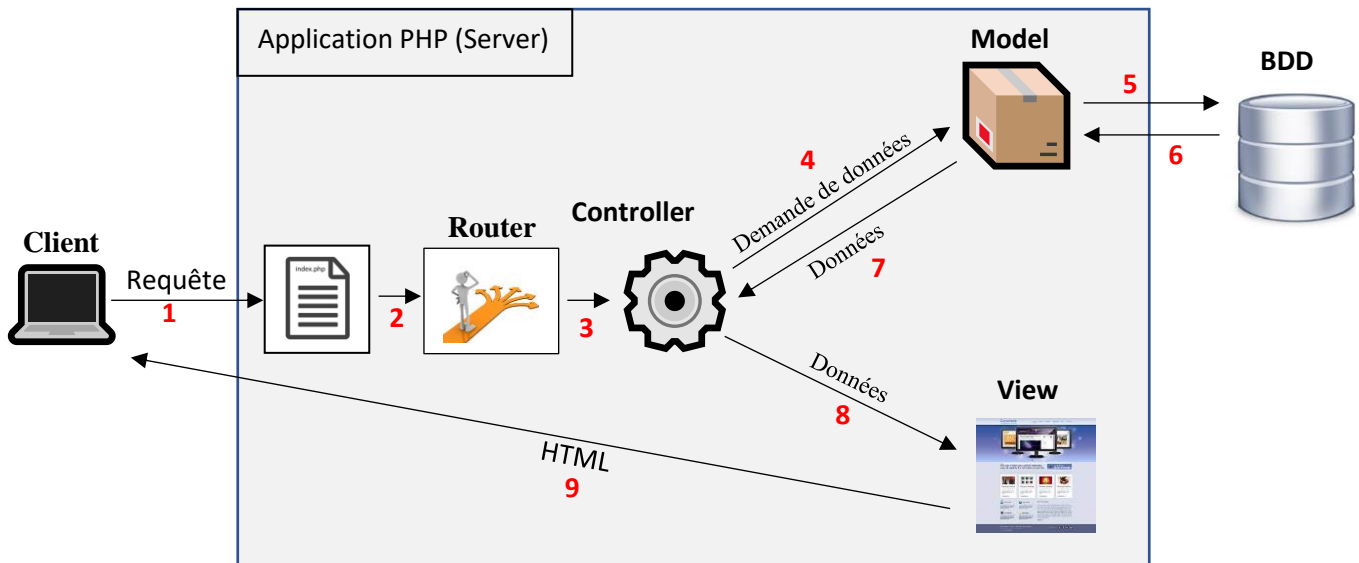 Application PHP (Server)
Model
BDD
5
6
4
Demande de données
Données
7
Controller
Router
Client
Requête
1
index.php
2
3
Données
8
View
HTML
9